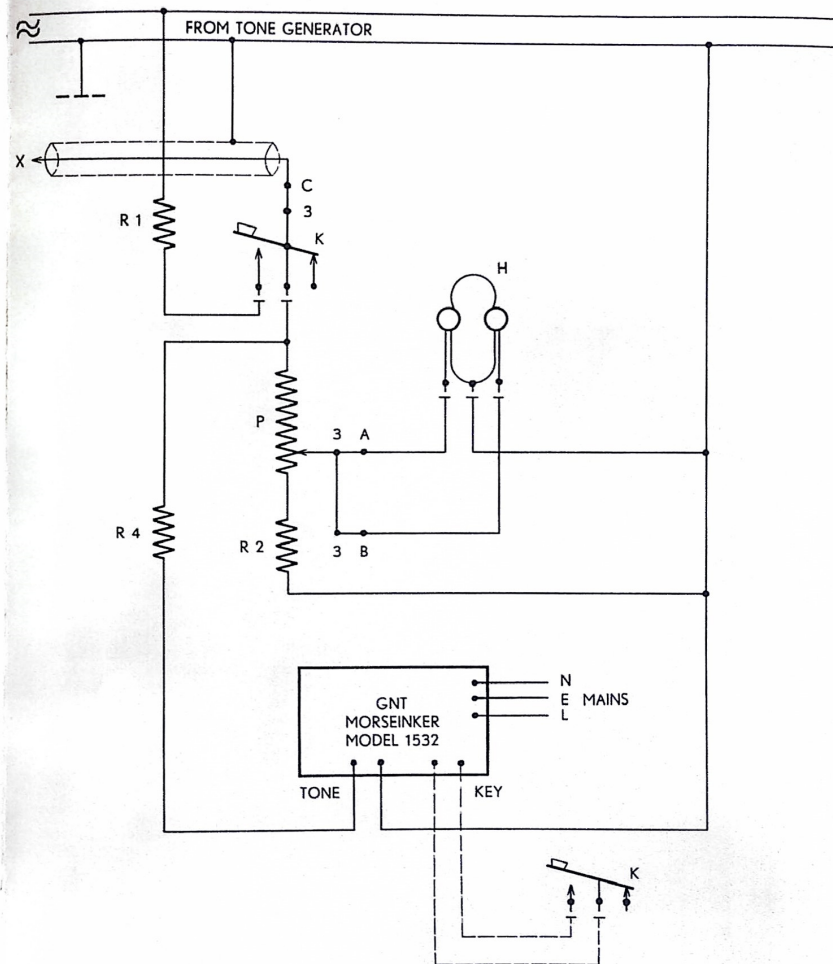 FROM TONE GENERATOR
X
C
3
R 1
K
H
P
3 A
R 4
R 2
3 B
N
E MAINS
L
GNT
MORSEINKER
MODEL 1532
TONE
KEY
K